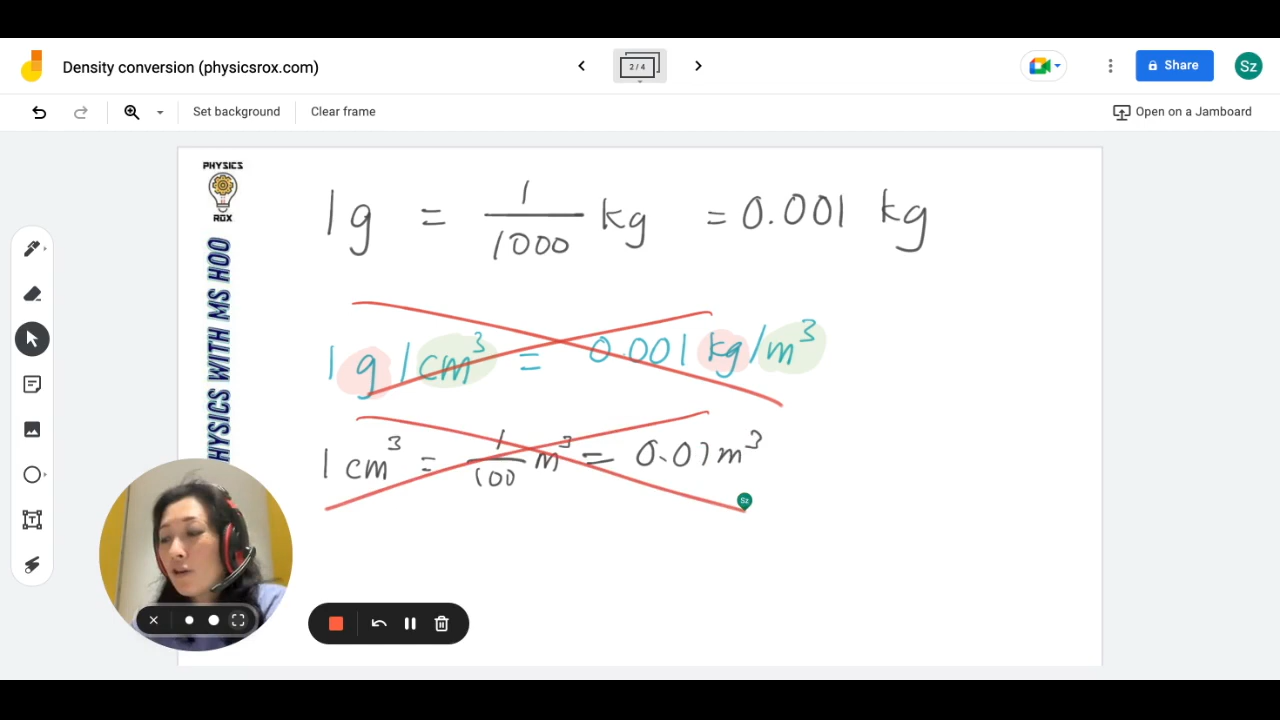 Density conversion (physicsrox.com)
2 / 4
Share
Sz
Set background
Clear frame
Open on a Jamboard
PHYSICS
ROX
PHYSICS WITH MS HOO
1g = 1/1000 kg = 0.001 kg
1 g/cm³ = 0.001 kg/m³
1 cm³ = 1/100 m³ = 0.01 m³
Sz